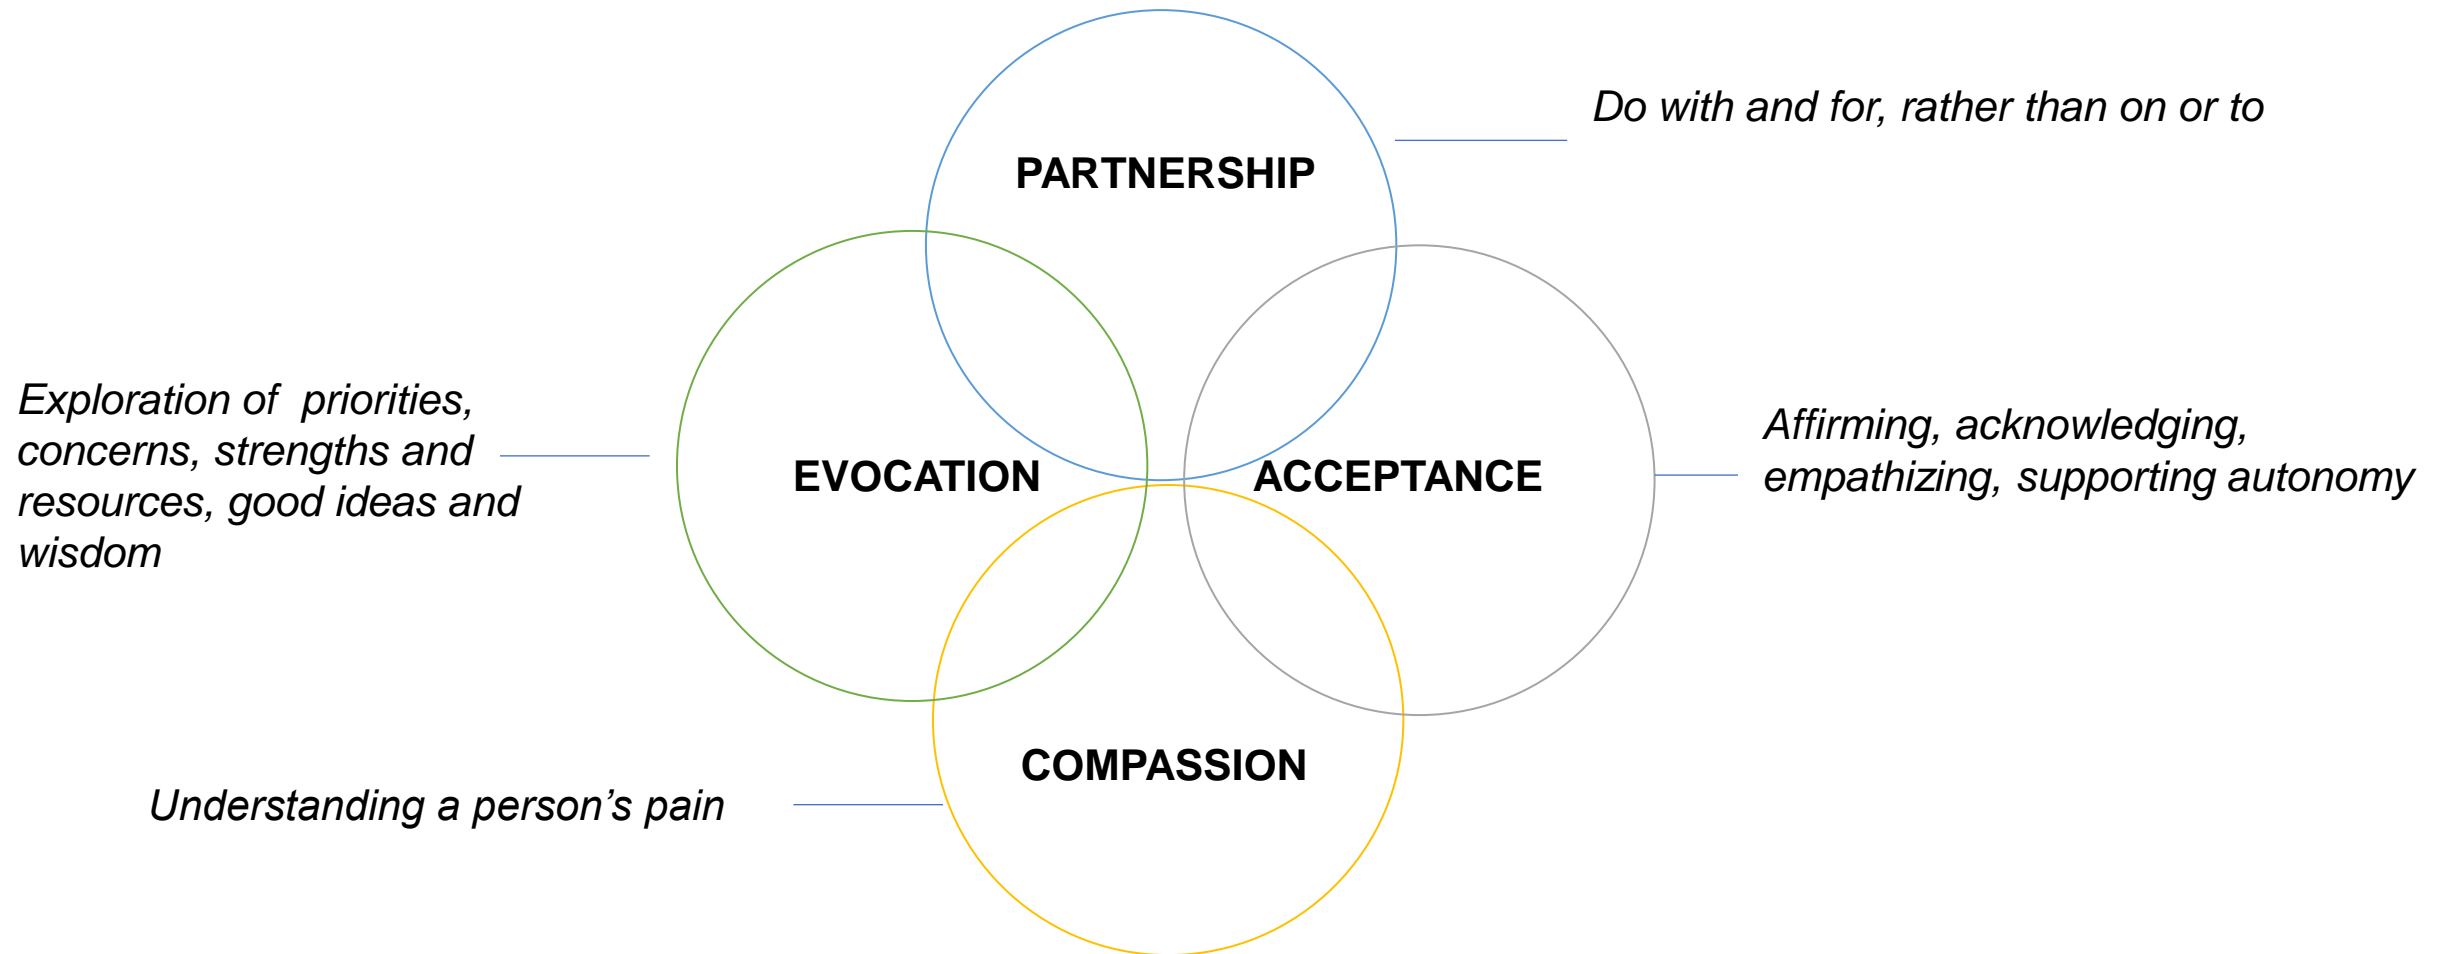 Do with and for, rather than on or to
PARTNERSHIP
Exploration of  priorities,
concerns, strengths and
resources, good ideas and
wisdom
EVOCATION
ACCEPTANCE
Affirming, acknowledging,
empathizing, supporting autonomy
COMPASSION
Understanding a person’s pain